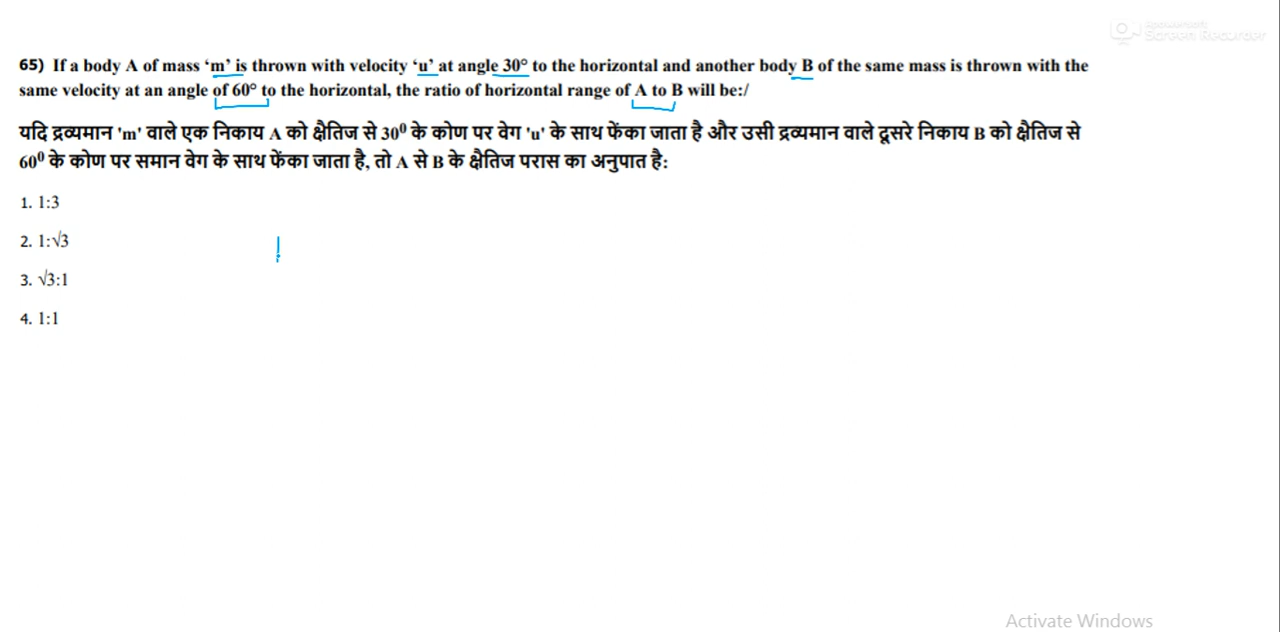 Apowersoft
Screen Recorder
65) If a body A of mass ‘m’ is thrown with velocity ‘u’ at angle 30° to the horizontal and another body B of the same mass is thrown with the
same velocity at an angle of 60° to the horizontal, the ratio of horizontal range of A to B will be:/
यदि द्रव्यमान 'm' वाले एक निकाय A को क्षैतिज से 30⁰ के कोण पर वेग 'u' के साथ फेंका जाता है और उसी द्रव्यमान वाले दूसरे निकाय B को क्षैतिज से
60⁰ के कोण पर समान वेग के साथ फेंका जाता है, तो A से B के क्षैतिज परास का अनुपात है:
1. 1:3
2. 1:√3
3. √3:1
4. 1:1
Activate Windows